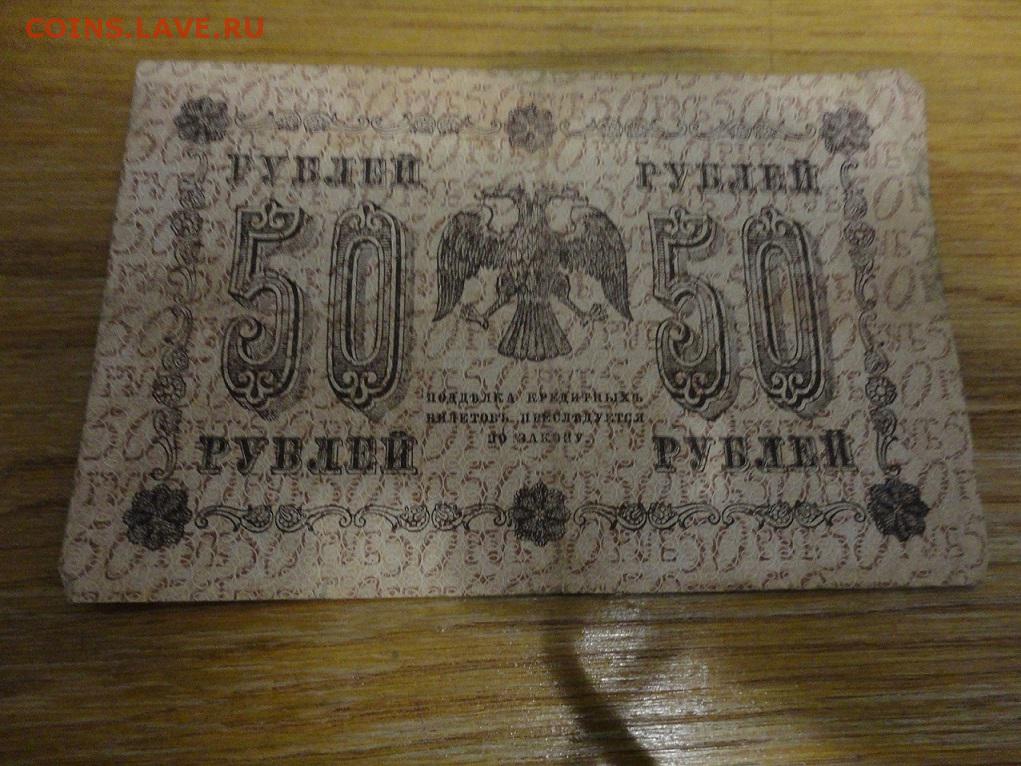 COINS.LAVE.RU
РУБЛЕЙ РУБЛЕЙ
50 50
ПОДДѢЛКА КРЕДИТНЫХЪ
БИЛЕТОВЪ ПРЕСЛѢДУЕТСЯ
ПО ЗАКОНУ.
РУБЛЕЙ РУБЛЕЙ